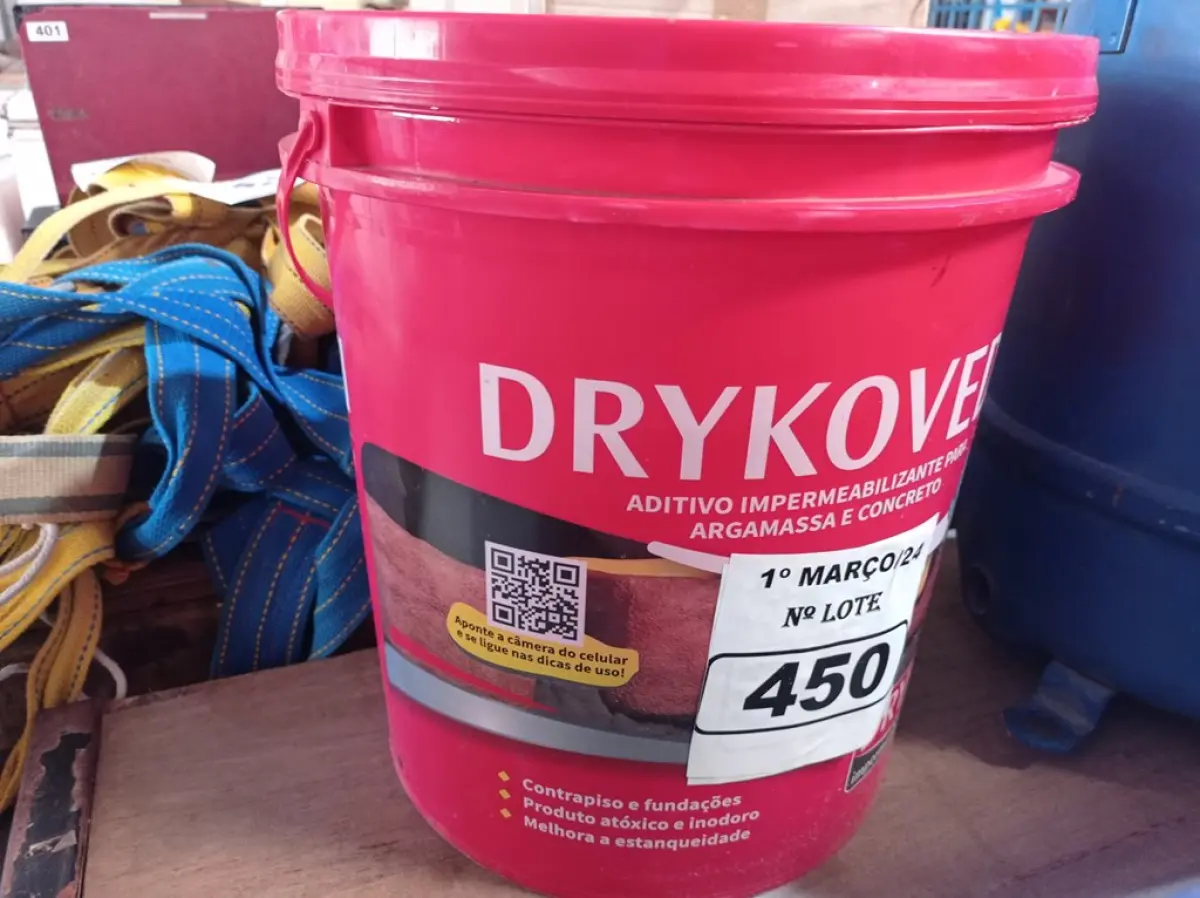 401
DRYKOVE
ADITIVO IMPERMEABILIZANTE PARA
ARGAMASSA E CONCRETO
1º MARÇO/24
Nº LOTE
450
Aponte a câmera do celular
e se ligue nas dicas de uso!
Contrapiso e fundações
Produto atóxico e inodoro
Melhora a estanqueidade